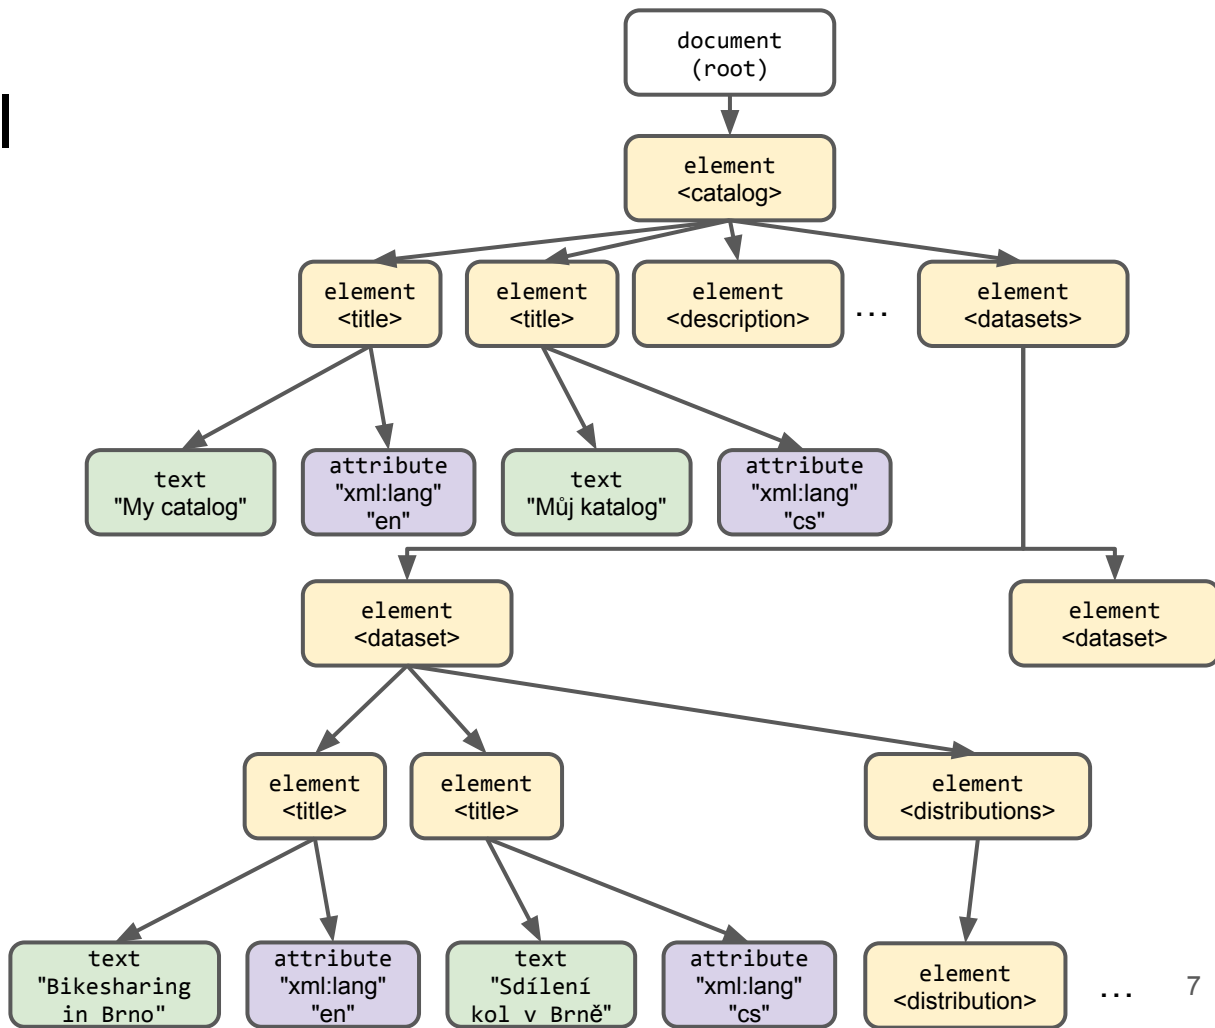 document
(root)
element
<catalog>
element
<title>
element
<title>
element
<description>
...
element
<datasets>
text
"My catalog"
attribute
"xml:lang"
"en"
text
"Můj katalog"
attribute
"xml:lang"
"cs"
element
<dataset>
element
<dataset>
element
<title>
element
<title>
element
<distributions>
text
"Bikesharing
in Brno"
attribute
"xml:lang"
"en"
text
"Sdílení
kol v Brně"
attribute
"xml:lang"
"cs"
element
<distribution>
...
7